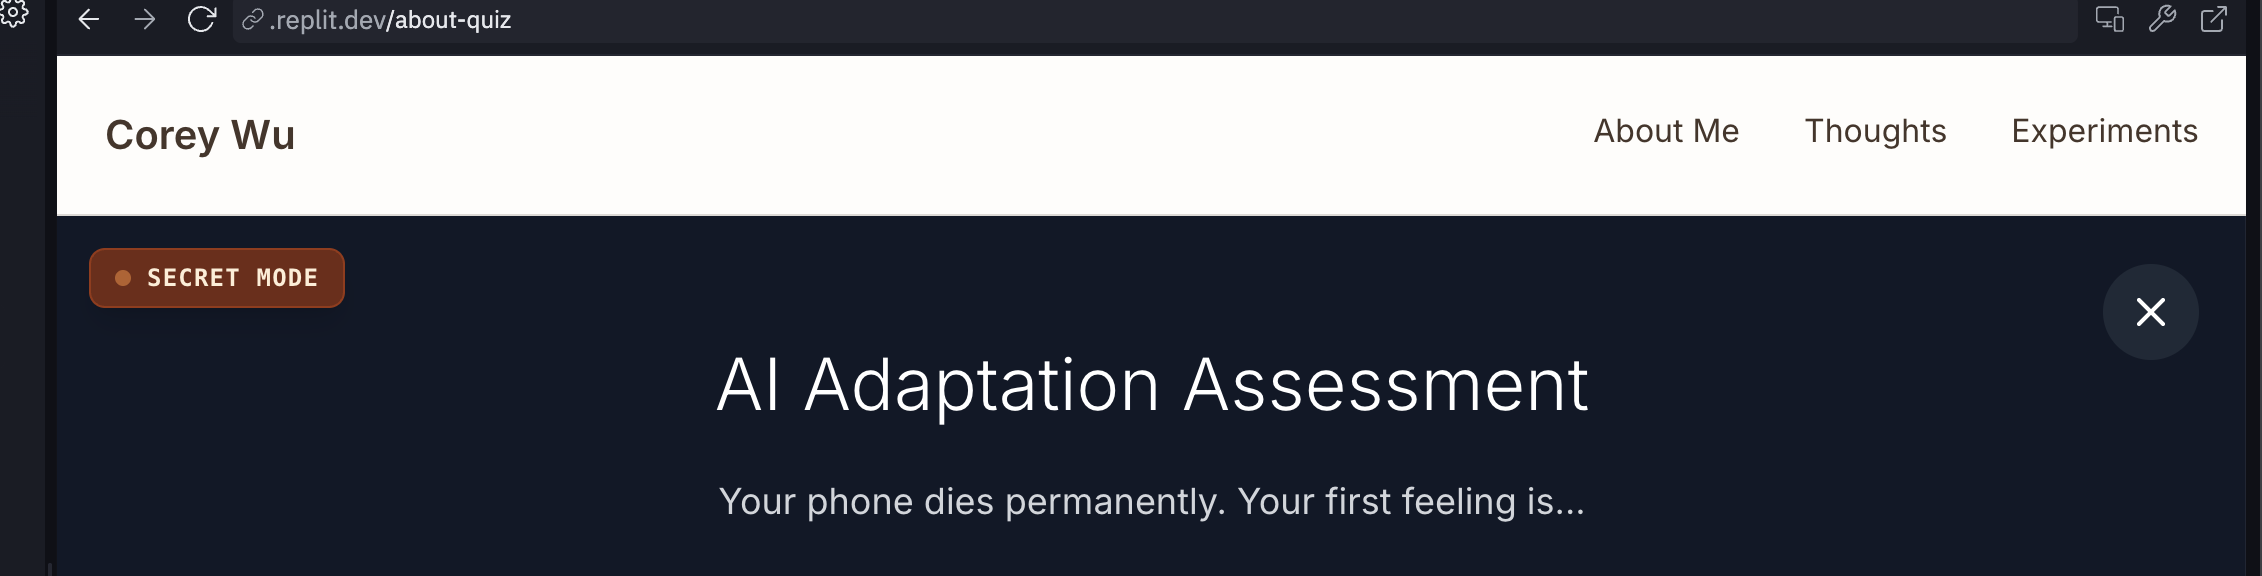 .replit.dev/about-quiz
Corey Wu
About Me
Thoughts
Experiments
SECRET MODE
AI Adaptation Assessment
Your phone dies permanently. Your first feeling is...